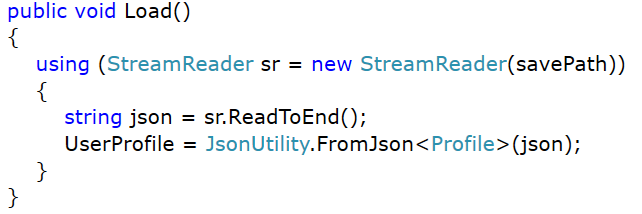 public void Load()
{
    using (StreamReader sr = new StreamReader(savePath))
    {
        string json = sr.ReadToEnd();
        UserProfile = JsonUtility.FromJson<Profile>(json);
    }
}